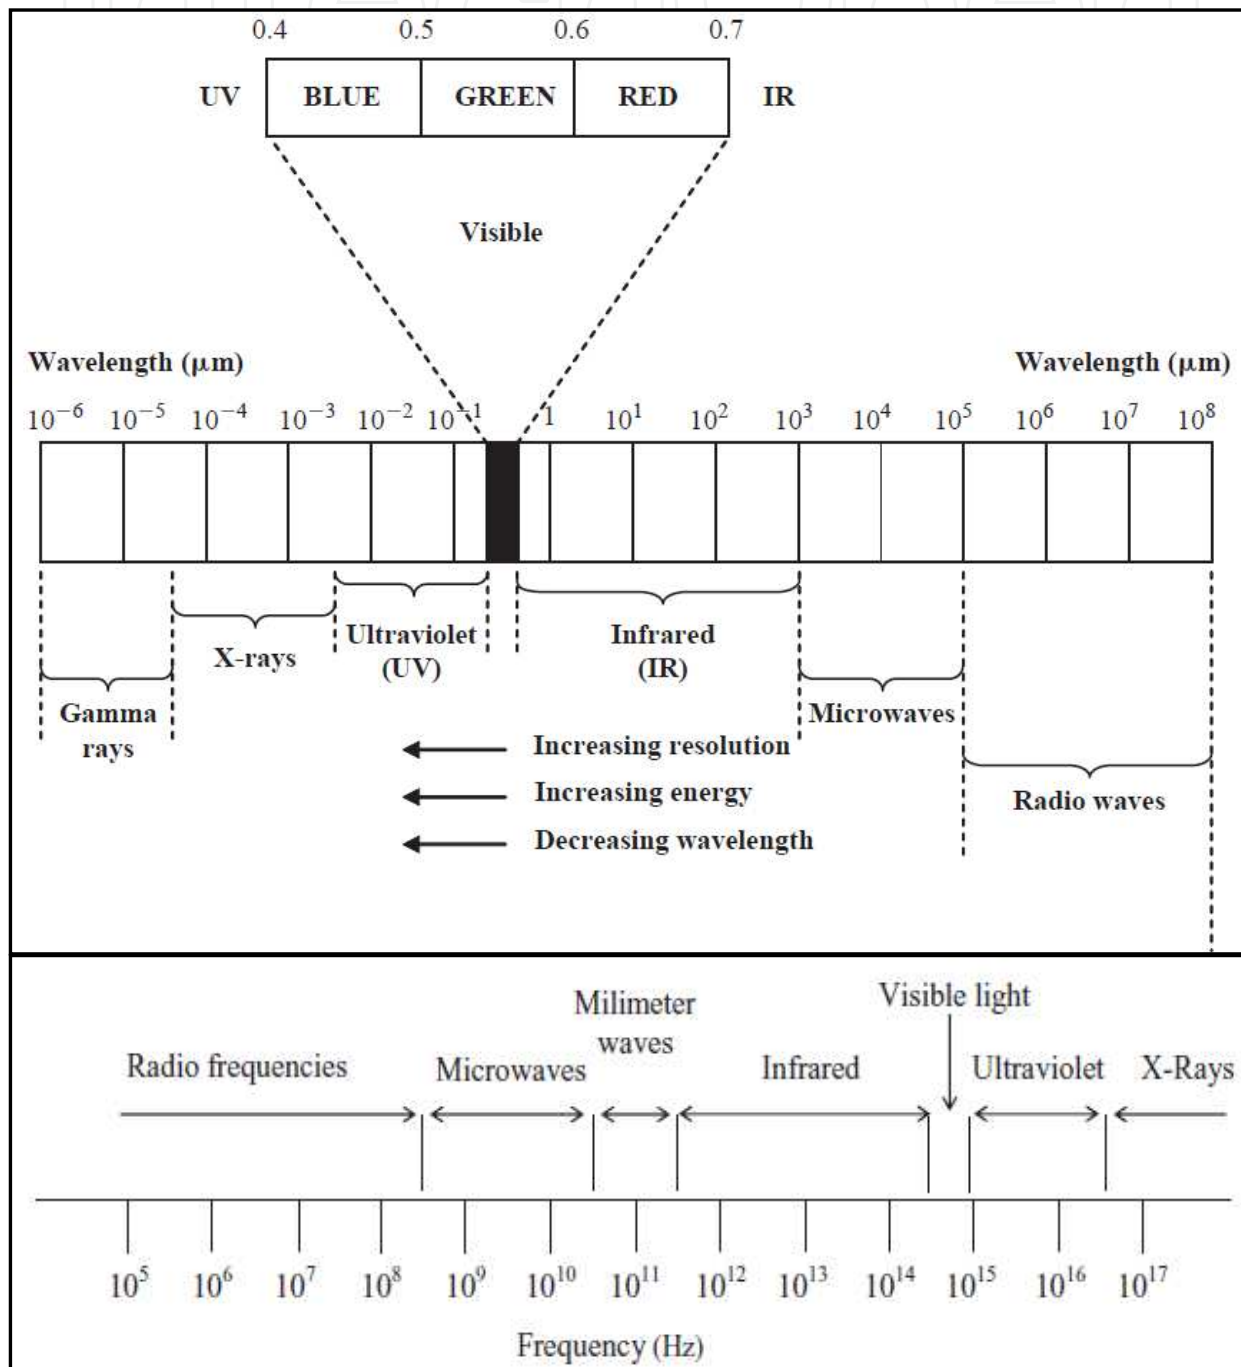 0.4 0.5 0.6 0.7
UV BLUE GREEN RED IR
Visible
Wavelength (μm) Wavelength (μm)
10⁻⁶ 10⁻⁵ 10⁻⁴ 10⁻³ 10⁻² 10⁻¹ 1 10¹ 10² 10³ 10⁴ 10⁵ 10⁶ 10⁷ 10⁸
Ultraviolet
(UV)
Infrared
(IR)
X-rays
Gamma
rays
Microwaves
Increasing resolution
Increasing energy
Decreasing wavelength
Radio waves
Milimeter
waves
Visible light
Radio frequencies Microwaves Infrared Ultraviolet X-Rays
10⁵ 10⁶ 10⁷ 10⁸ 10⁹ 10¹⁰ 10¹¹ 10¹² 10¹³ 10¹⁴ 10¹⁵ 10¹⁶ 10¹⁷
Frequency (Hz)